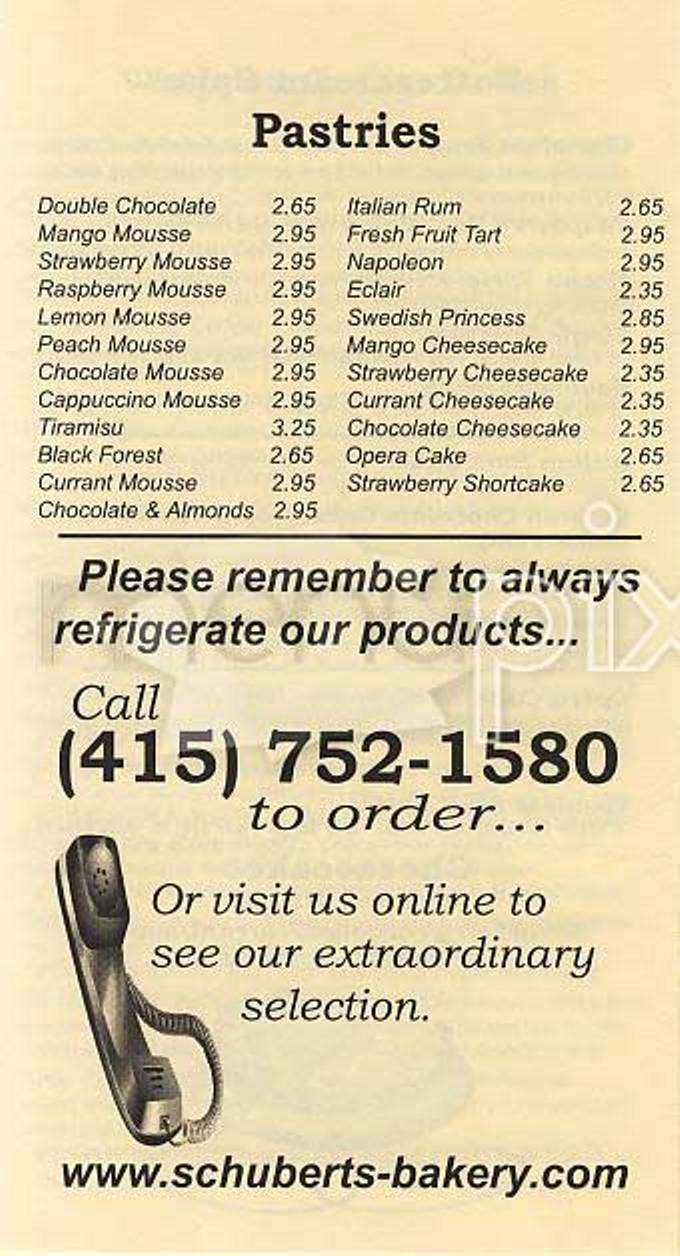 Pastries
Double Chocolate 2.65 Italian Rum 2.65
Mango Mousse 2.95 Fresh Fruit Tart 2.95
Strawberry Mousse 2.95 Napoleon 2.95
Raspberry Mousse 2.95 Eclair 2.35
Lemon Mousse 2.95 Swedish Princess 2.85
Peach Mousse 2.95 Mango Cheesecake 2.95
Chocolate Mousse 2.95 Strawberry Cheesecake 2.35
Cappuccino Mousse 2.95 Currant Cheesecake 2.35
Tiramisu 3.25 Chocolate Cheesecake 2.35
Black Forest 2.65 Opera Cake 2.65
Currant Mousse 2.95 Strawberry Shortcake 2.65
Chocolate & Almonds 2.95
Please remember to always
refrigerate our products...
Call
(415) 752-1580
to order...
Or visit us online to
see our extraordinary
selection.
www.schuberts-bakery.com